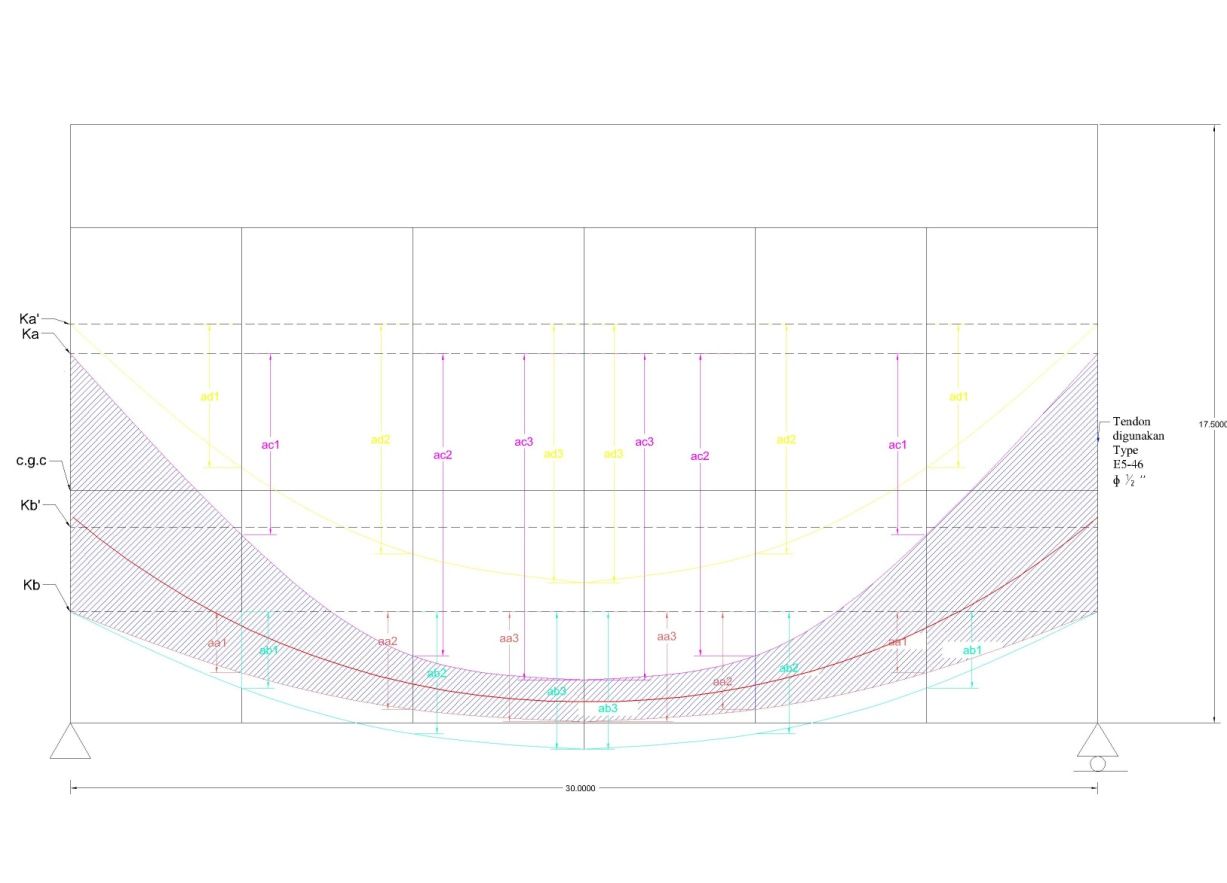 Ka'
Ka
ad1
ad1
ad2
ad2
Tendon
17.5000
digunakan
ac1
ac3
ac3
ac1
ac2
ac2
ad3
ad3
Type
c.g.c
E5-46
ϕ ½ "
Kb'
Kb
aa1
aa2
aa3
aa3
aa1
ab1
ab1
ab2
ab2
aa2
ab3
ab3
30.0000